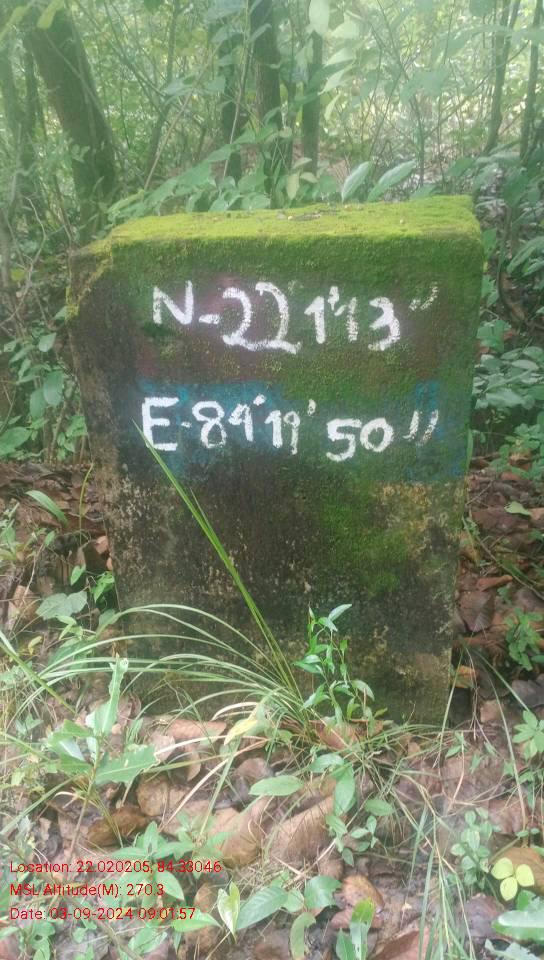 N-22 1'13"
E-84°19'50"
Location: 22.020205, 84.33046
MSL Altitude(M): 270.3
Date: 03-09-2024 09:01:57